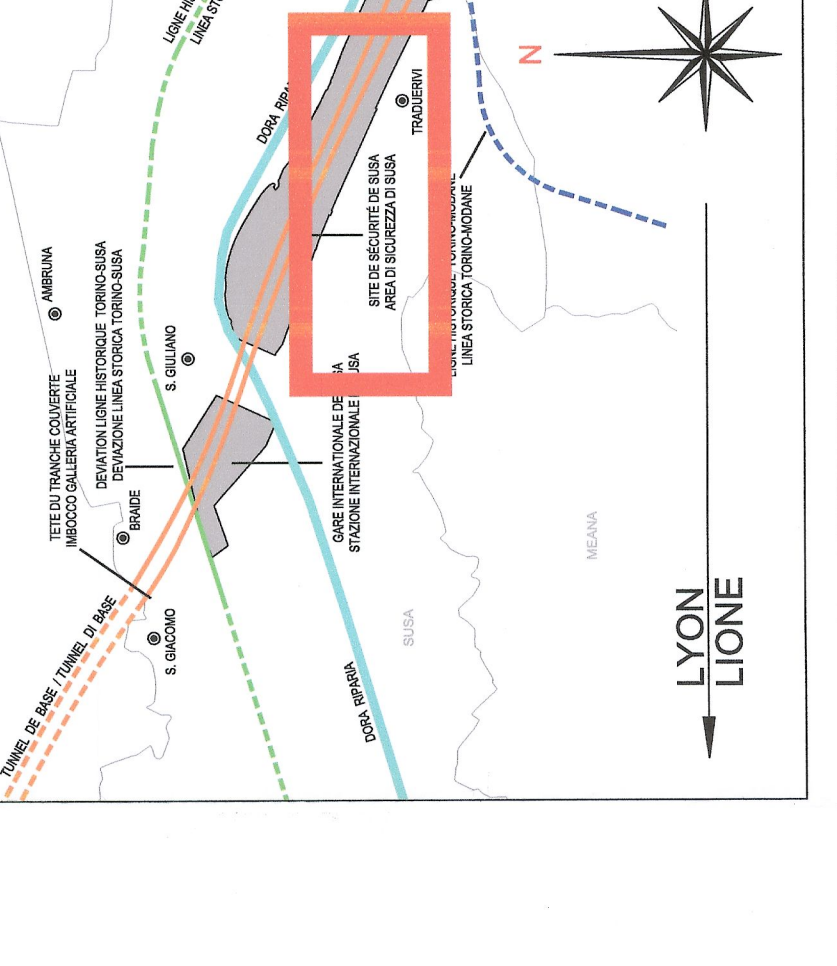 LIGNE
LINEA
DORA
N
TRADUERIVI
SITE DE SÉCURITÉ DE SUSA
AREA DI SICUREZZA DI SUSA
LIGNE HISTORIQUE TORINO-MODANE
LINEA STORICA TORINO-MODANE
AMBRUNA
DEVIATION LIGNE HISTORIQUE TORINO-SUSA
DEVIAZIONE LINEA STORICA TORINO-SUSA
S. GIULIANO
TETE DU TRANCHE COUVERTE
IMBOCCO GALLERIA ARTIFICIALE
BRAIDE
GARE INTERNATIONALE DE
STAZIONE INTERNAZIONALE
TUNNEL DE BASE / TUNNEL DI BASE
S. GIACOMO
DORA RIPARIA
SUSA
MEANA
LYON
LIONE